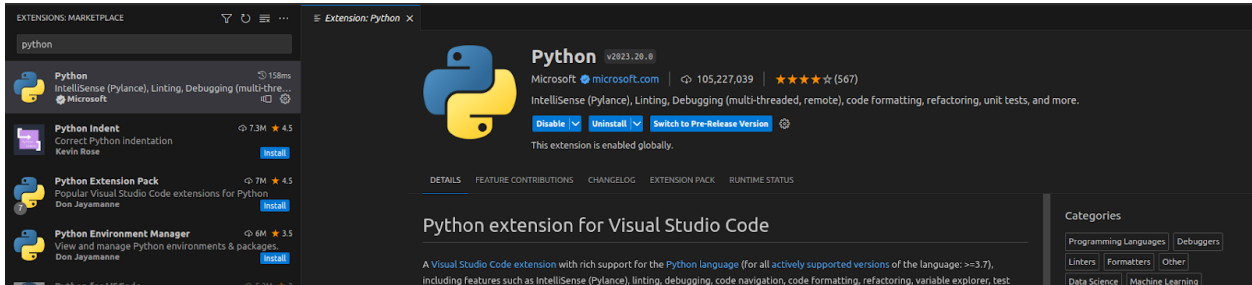 EXTENSIONS: MARKETPLACE
python
Python 158ms
IntelliSense (Pylance), Linting, Debugging (multi-thre...
Microsoft
Python Indent 7.3M ★ 4.5
Correct Python indentation
Kevin Rose Install
Python Extension Pack 7M ★ 4.5
Popular Visual Studio Code extensions for Python
7 Don Jayamanne Install
Python Environment Manager 6M ★ 3.5
View and manage Python environments & packages.
Don Jayamanne Install
Extension: Python
Python v2023.20.0
Microsoft microsoft.com 105,227,039 ★★★★☆ (567)
IntelliSense (Pylance), Linting, Debugging (multi-threaded, remote), code formatting, refactoring, unit tests, and more.
Disable Uninstall Switch to Pre-Release Version
This extension is enabled globally.
DETAILS FEATURE CONTRIBUTIONS CHANGELOG EXTENSION PACK RUNTIME STATUS
Python extension for Visual Studio Code
A Visual Studio Code extension with rich support for the Python language (for all actively supported versions of the language: >=3.7),
including features such as IntelliSense (Pylance), linting, debugging, code navigation, code formatting, refactoring, variable explorer, test
Categories
Programming Languages Debuggers
Linters Formatters Other
Data Science Machine Learning